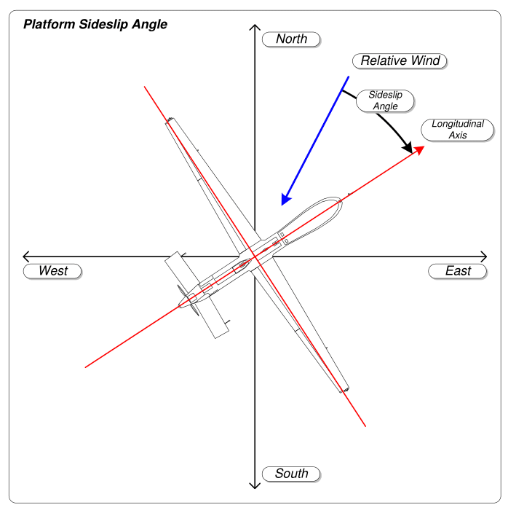 Platform Sideslip Angle
North
Relative Wind
Sideslip
Angle
Longitudinal
Axis
West
East
South